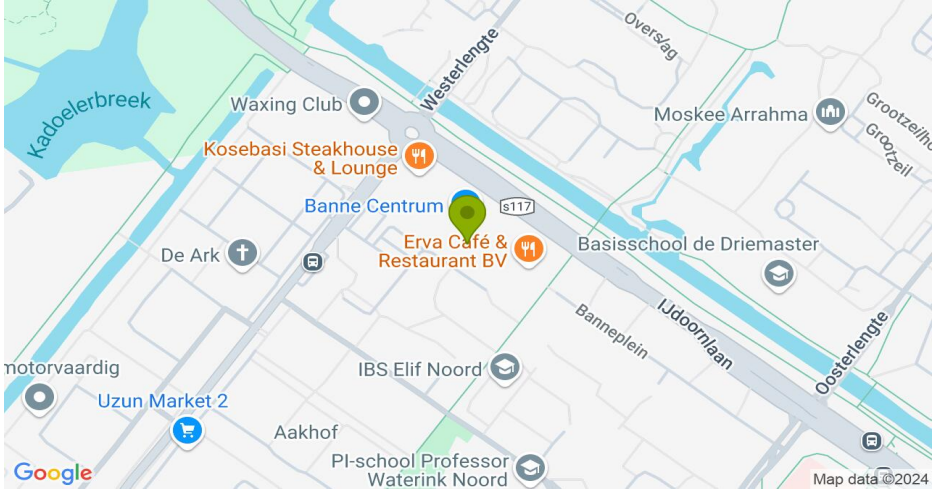 Overslag
Westerlengte
Kadoelerbreek
Waxing Club
Moskee Arrahma
Grootzeilhof
Grootzeil
Kosebasi Steakhouse
& Lounge
Banne Centrum
s117
De Ark
Erva Café &
Restaurant BV
Basisschool de Driemaster
IJdoornlaan
Banneplein
Oosterlengte
motorvaardig
IBS Elif Noord
Uzun Market 2
Aakhof
PI-school Professor
Waterink Noord
Google
Map data ©2024